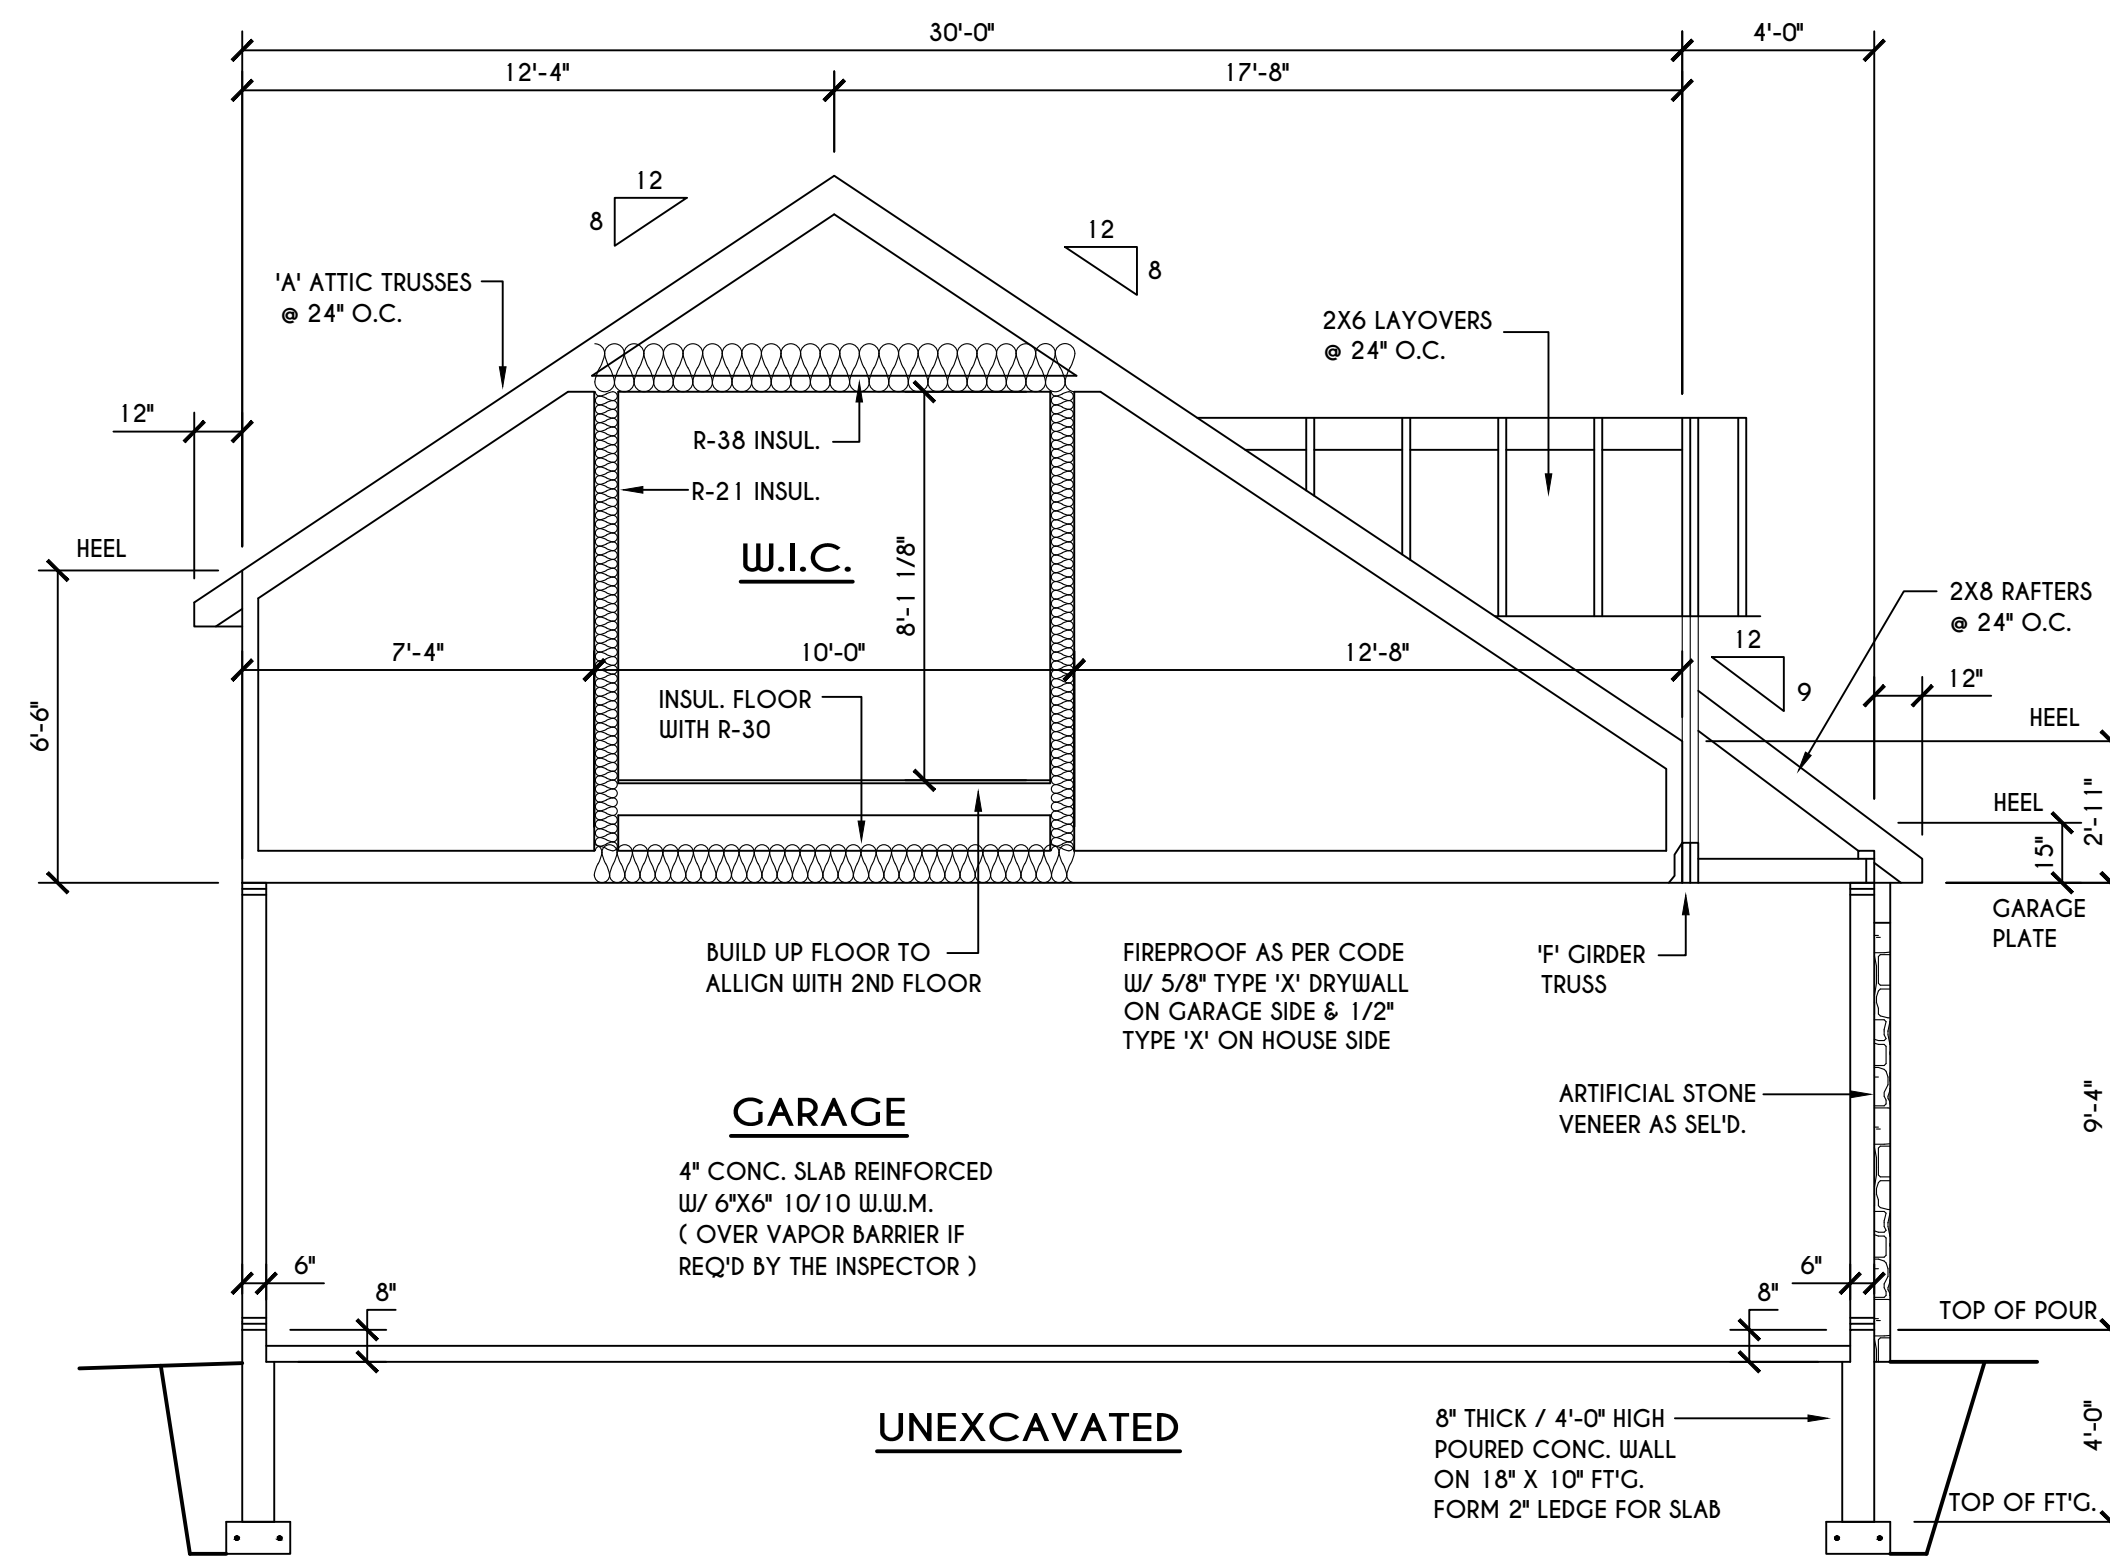 30'-0"
4'-0"
12'-4"
17'-8"
12
8
12
8
'A' ATTIC TRUSSES
@ 24" O.C.
2X6 LAYOVERS
@ 24" O.C.
12"
R-38 INSUL.
R-21 INSUL.
HEEL
W.I.C.
8'-1 1/8"
2X8 RAFTERS
@ 24" O.C.
7'-4"
10'-0"
12'-8"
12
9
12"
6'-6"
INSUL. FLOOR
WITH R-30
HEEL
HEEL
15"
2'-11"
GARAGE
PLATE
BUILD UP FLOOR TO
ALLIGN WITH 2ND FLOOR
FIREPROOF AS PER CODE
W/ 5/8" TYPE 'X' DRYWALL
ON GARAGE SIDE & 1/2"
TYPE 'X' ON HOUSE SIDE
'F' GIRDER
TRUSS
GARAGE
ARTIFICIAL STONE
VENEER AS SEL'D.
9'-4"
4" CONC. SLAB REINFORCED
W/ 6"X6" 10/10 W.W.M.
( OVER VAPOR BARRIER IF
REQ'D BY THE INSPECTOR )
6"
8"
6"
8"
TOP OF POUR
UNEXCAVATED
8" THICK / 4'-0" HIGH
POURED CONC. WALL
ON 18" X 10" FT'G.
FORM 2" LEDGE FOR SLAB
4'-0"
TOP OF FT'G.